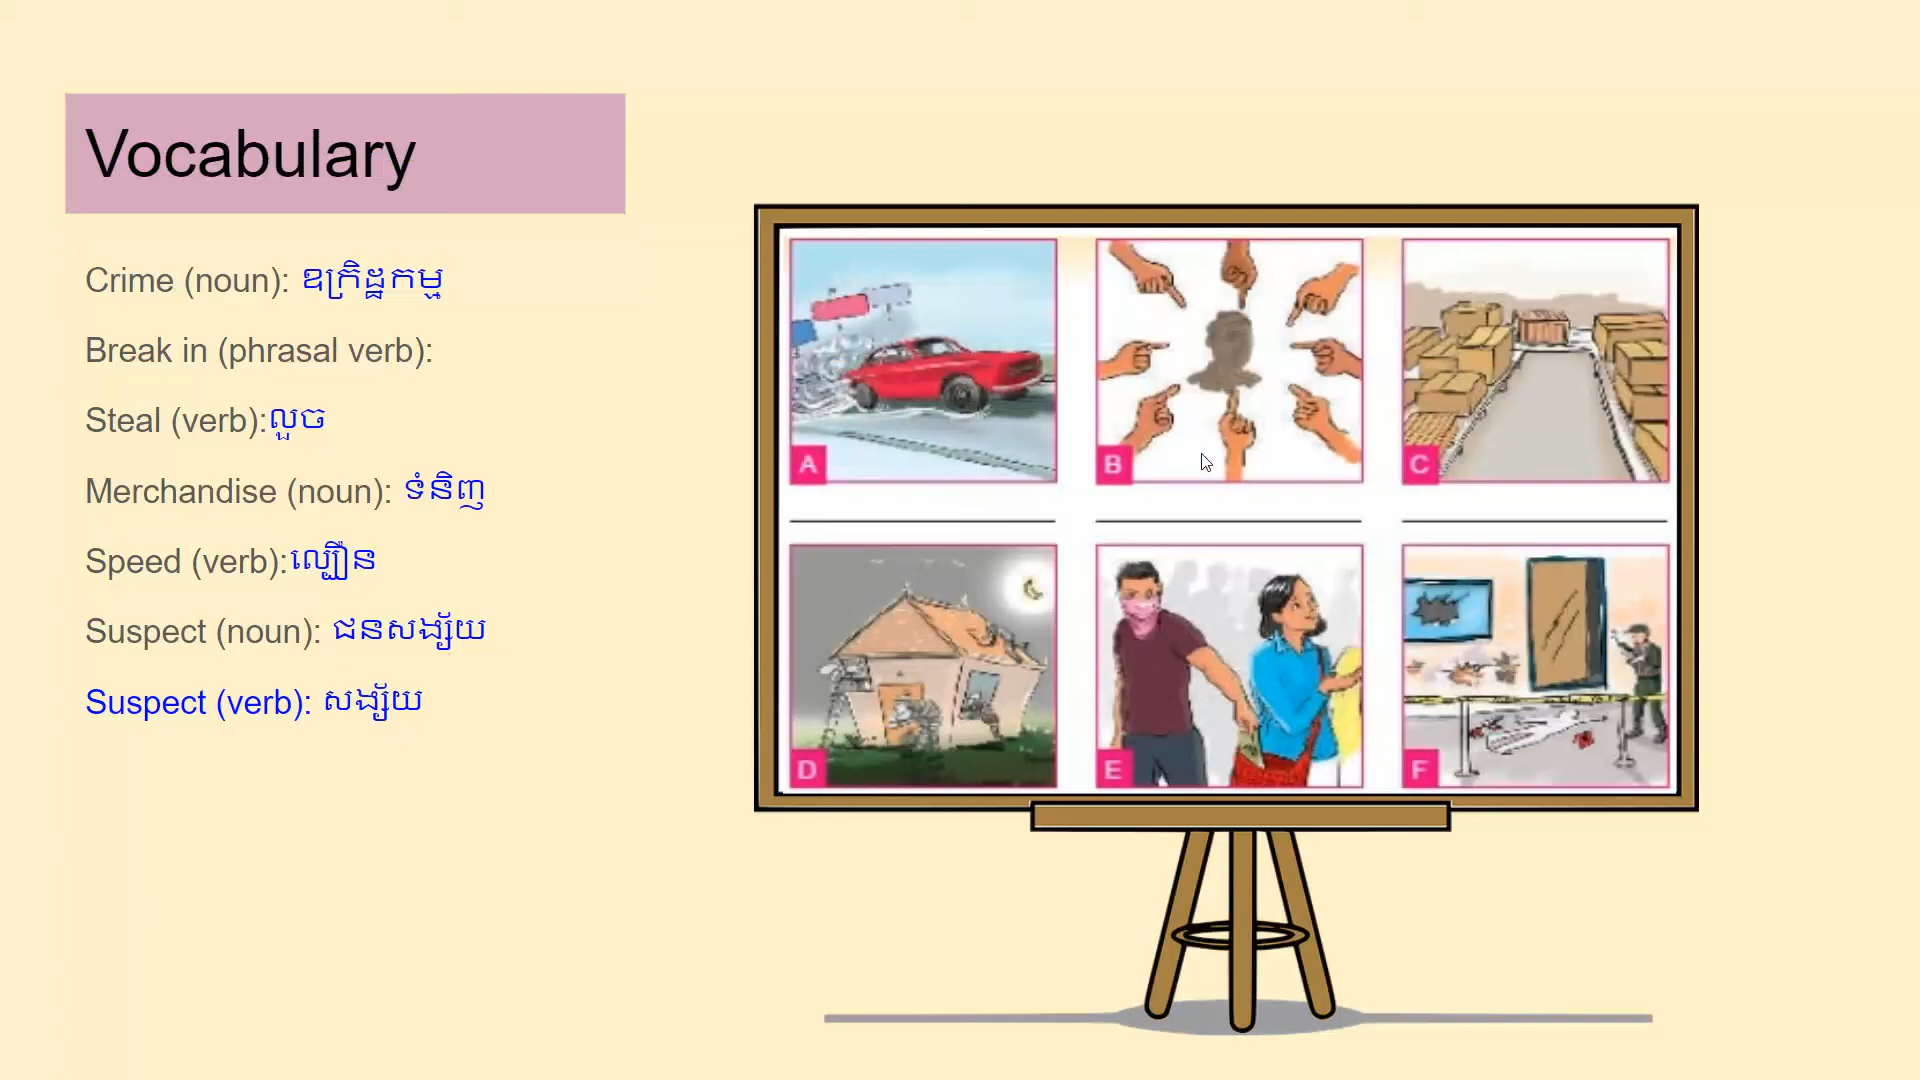 Vocabulary
Crime (noun): ឧក្រិដ្ឋកម្ម
Break in (phrasal verb):
Steal (verb):លួច
Merchandise (noun): ទំនិញ
Speed (verb):ល្បឿន
Suspect (noun): ជនសង្ស័យ
Suspect (verb): សង្ស័យ
A
B
C
D
E
F